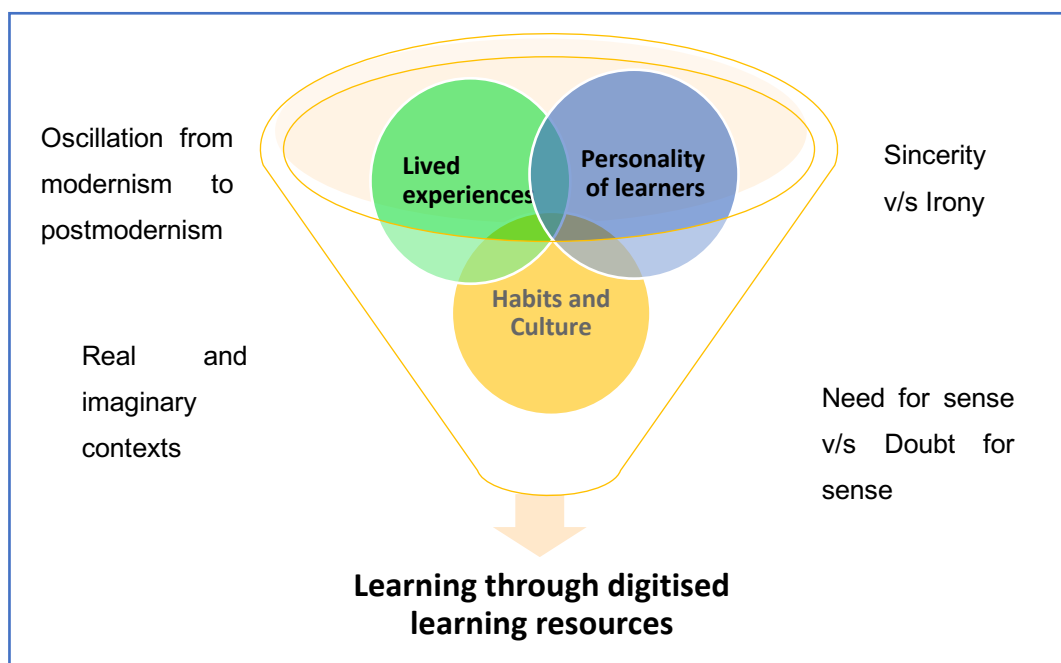 Oscillation from
modernism to
postmodernism
Lived
experiences
Personality
of learners
Sincerity
v/s Irony
Habits and
Culture
Real and
imaginary
contexts
Need for sense
v/s Doubt for
sense
Learning through digitised
learning resources